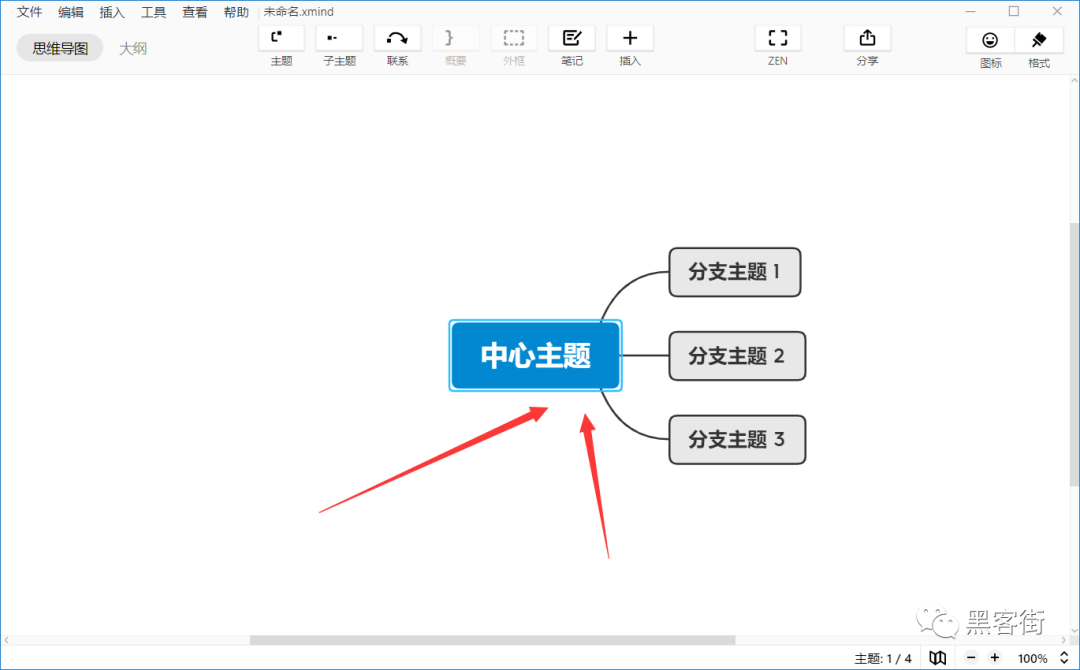 文件 编辑 插入 工具 查看 帮助 未命名.xmind
思维导图 大纲
主题 子主题 联系 概要 外框 笔记 插入 ZEN 分享 图标 格式
分支主题 1
中心主题
分支主题 2
分支主题 3
黑客街
主题: 1 / 4 100%